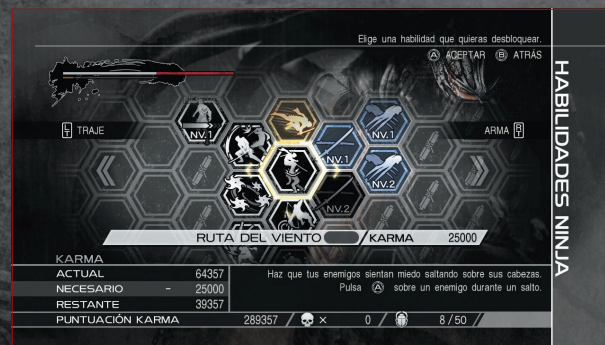 Elige una habilidad que quieras desbloquear.
A ACEPTAR B ATRÁS
HABILIDADES NINJA
LT TRAJE
ARMA RT
NV.1
NV.1
NV.1
NV.2
NV.2
RUTA DEL VIENTO / KARMA 25000
KARMA
ACTUAL 64357
NECESARIO - 25000
RESTANTE 39357
Haz que tus enemigos sientan miedo saltando sobre sus cabezas.
Pulsa A sobre un enemigo durante un salto.
PUNTUACIÓN KARMA 289357 / × 0 / 8/50